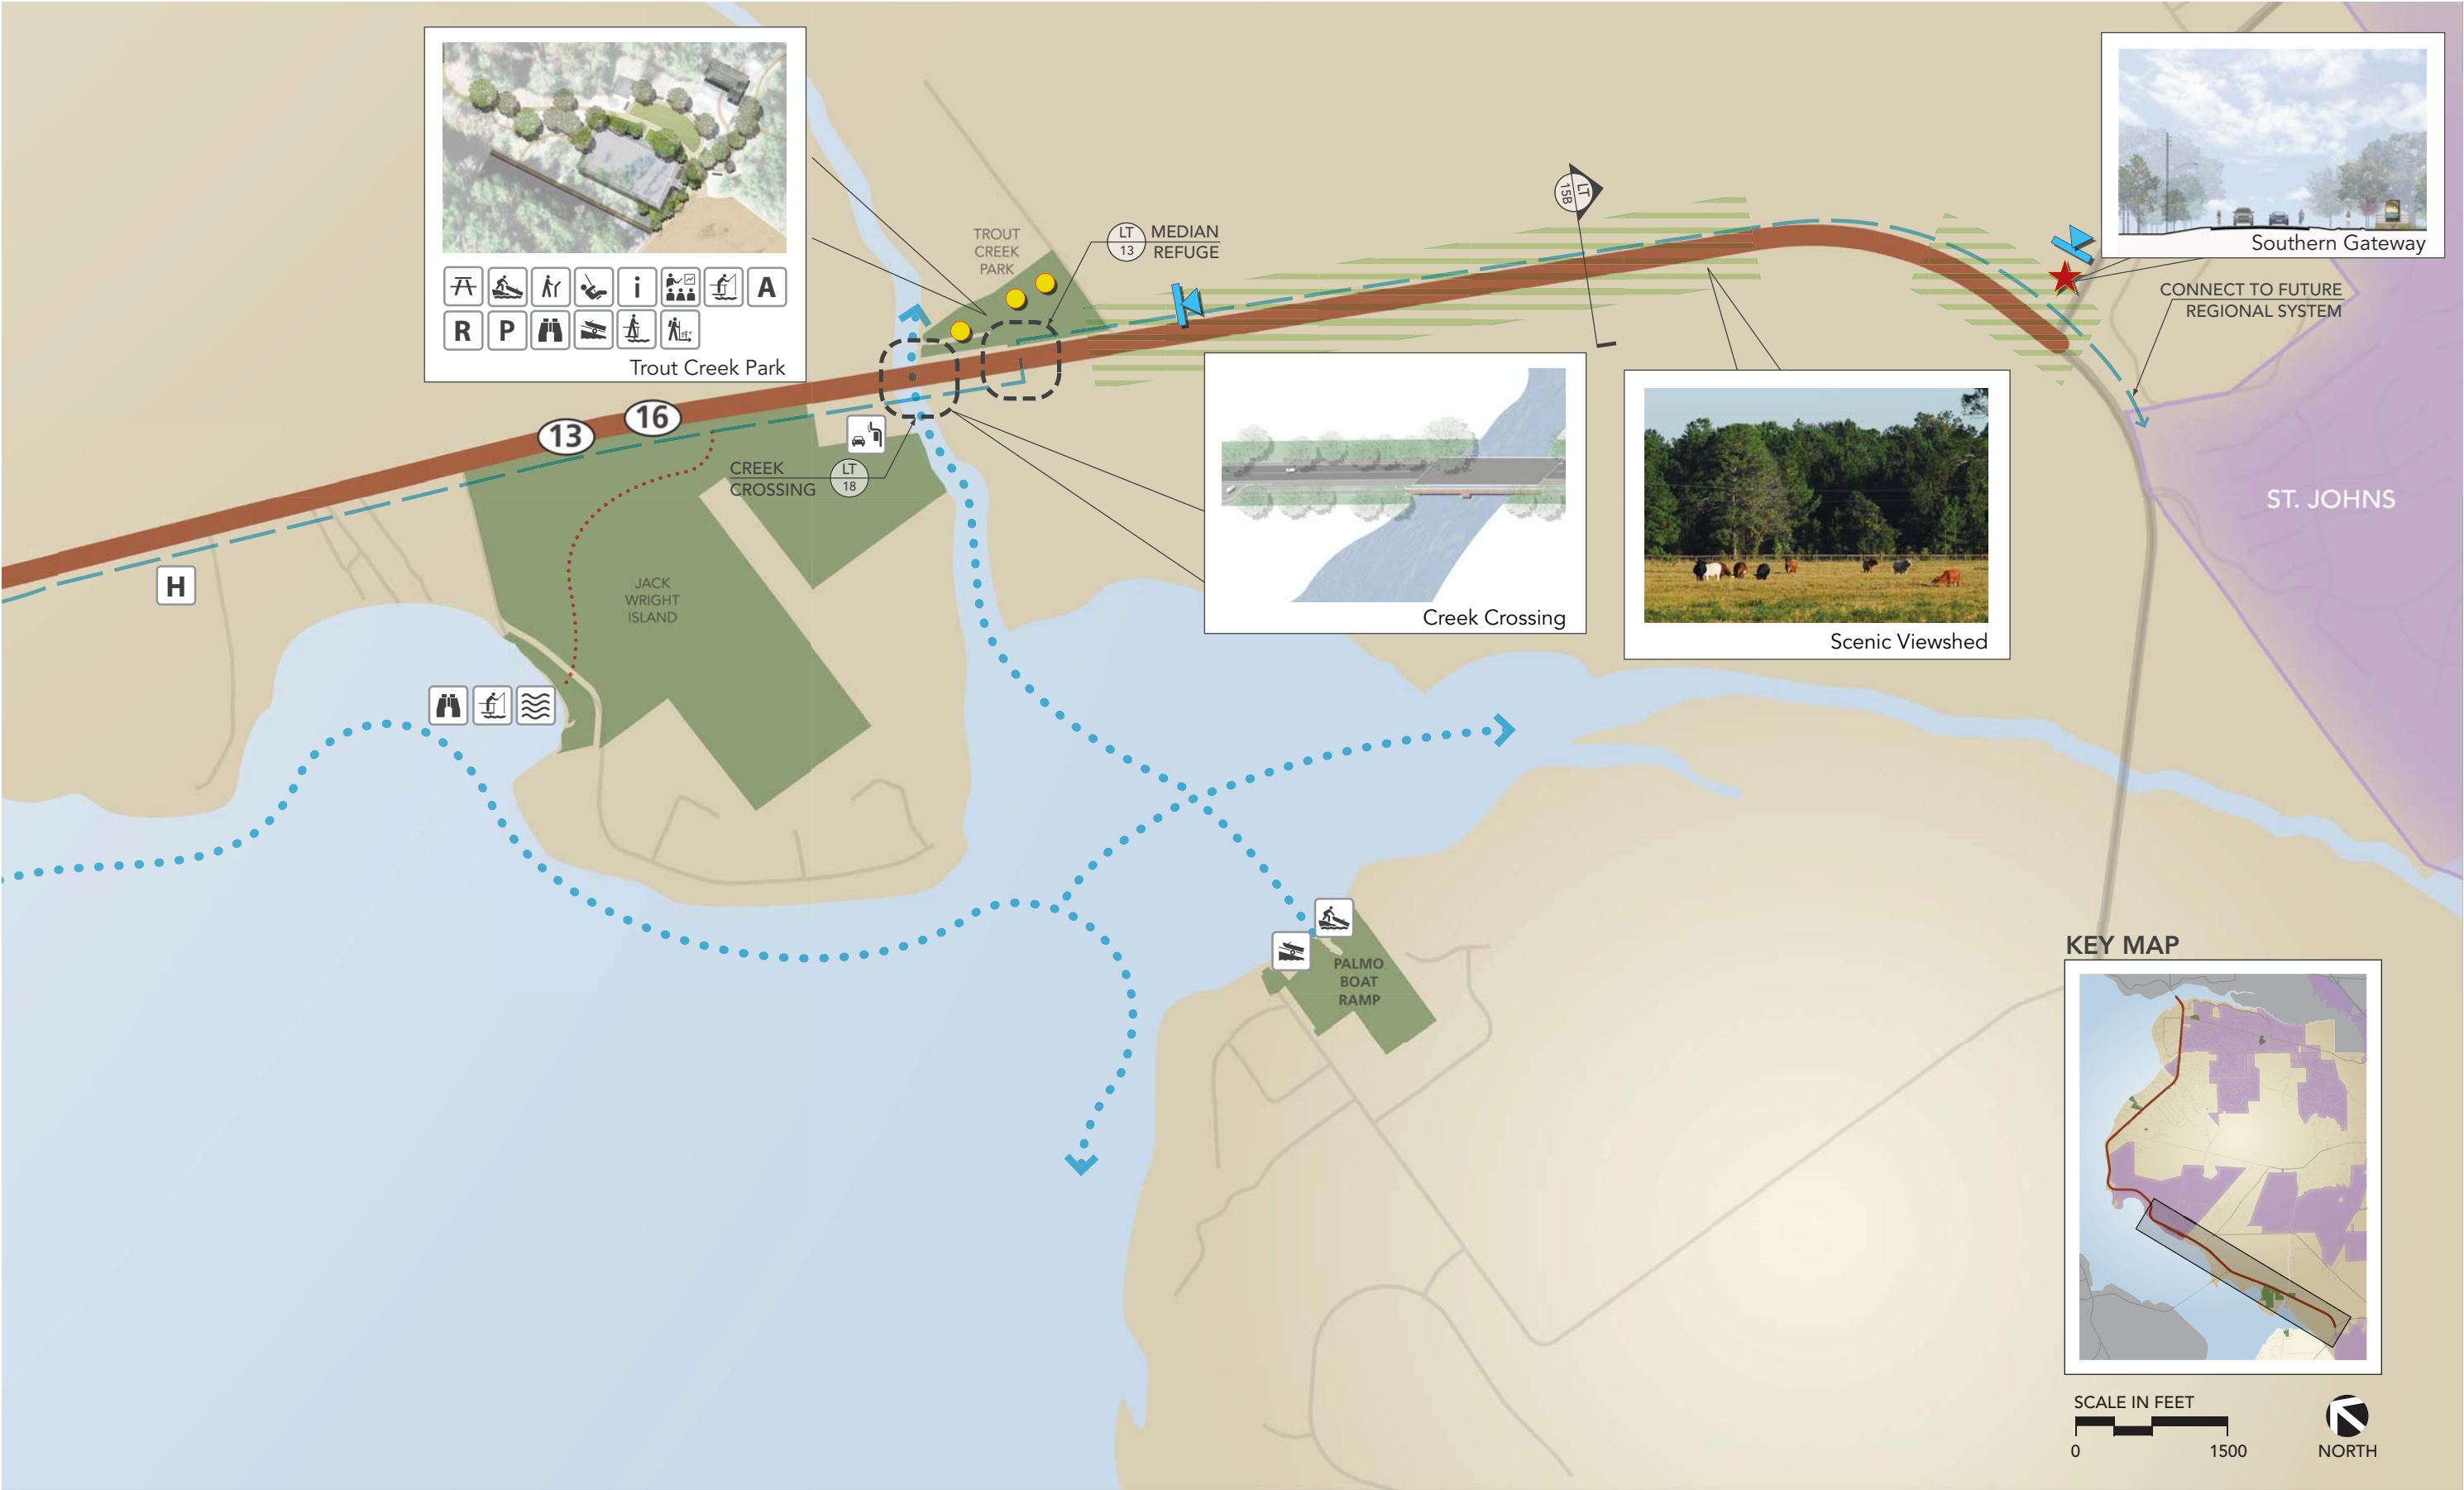 i
A
R
P
Trout Creek Park
TROUT
CREEK
PARK
LT
13
MEDIAN
REFUGE
LT
15B
Southern Gateway
CONNECT TO FUTURE
REGIONAL SYSTEM
13
16
CREEK
CROSSING
LT
18
H
JACK
WRIGHT
ISLAND
Creek Crossing
Scenic Viewshed
ST. JOHNS
PALMO
BOAT
RAMP
KEY MAP
SCALE IN FEET
0
1500
NORTH